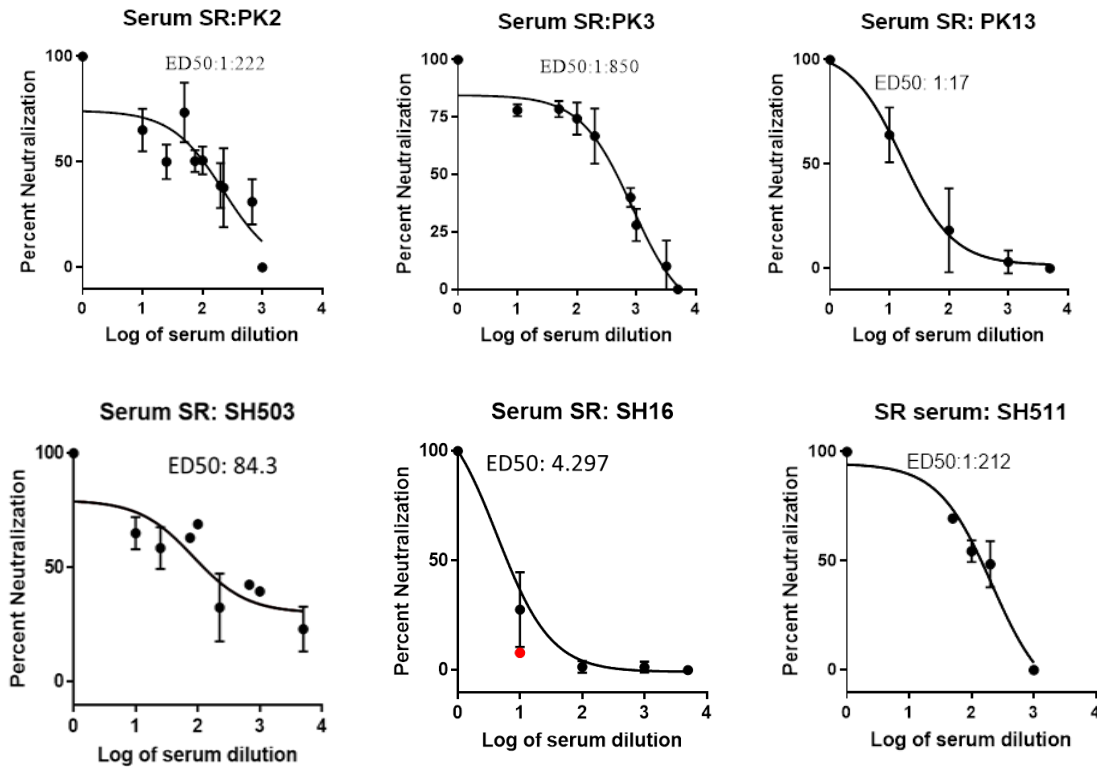 Serum SR:PK2
ED50:1:222
Percent Neutralization
100
50
0
0 1 2 3 4
Log of serum dilution
Serum SR:PK3
ED50:1:850
Percent Neutralization
100
75
50
25
0
0 1 2 3 4
Log of serum dilution
Serum SR: PK13
ED50: 1:17
Percent Neutralization
100
50
0
0 1 2 3 4
Log of serum dilution
Serum SR: SH503
ED50: 84.3
Percent Neutralization
100
50
0
0 1 2 3 4
Log of serum dilution
Serum SR: SH16
ED50: 4.297
Percent Neutralization
100
50
0
0 1 2 3 4
Log of serum dilution
SR serum: SH511
ED50:1:212
Percent Neutralization
100
50
0
0 1 2 3 4
Log of serum dilution